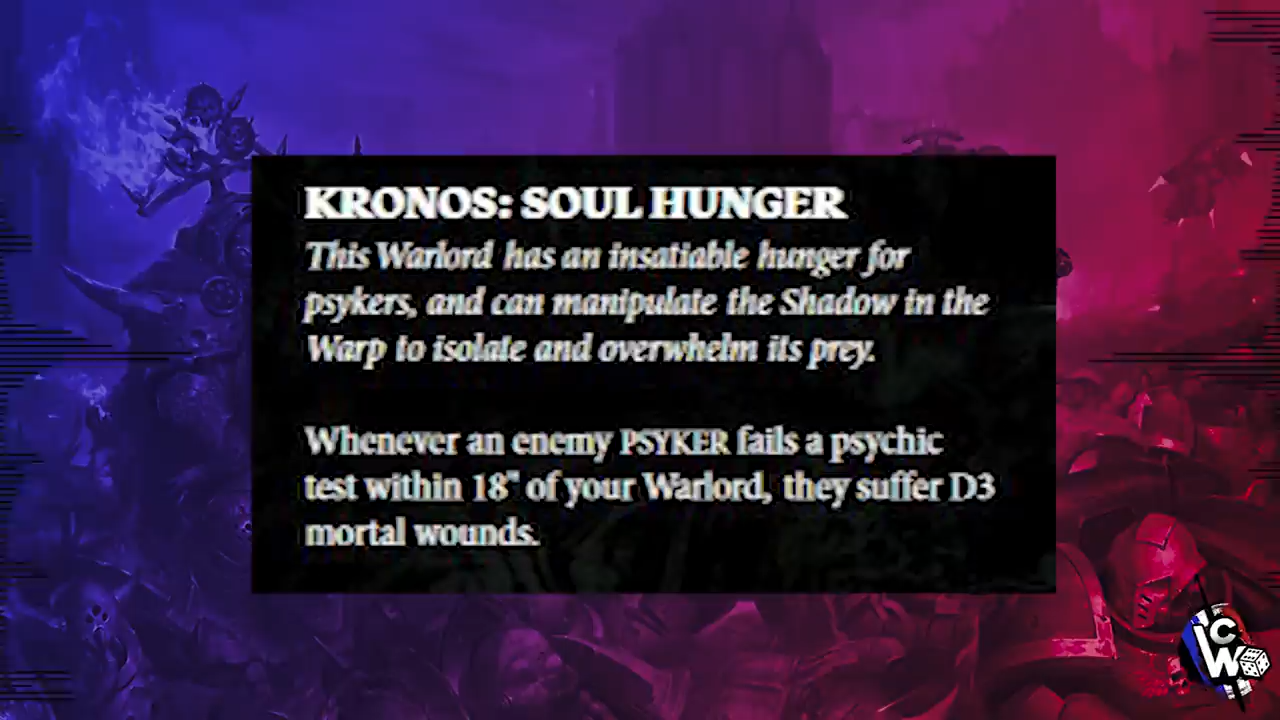 KRONOS: SOUL HUNGER
This Warlord has an insatiable hunger for
psykers, and can manipulate the Shadow in the
Warp to isolate and overwhelm its prey.
Whenever an enemy PSYKER fails a psychic
test within 18" of your Warlord, they suffer D3
mortal wounds.
I
C
W